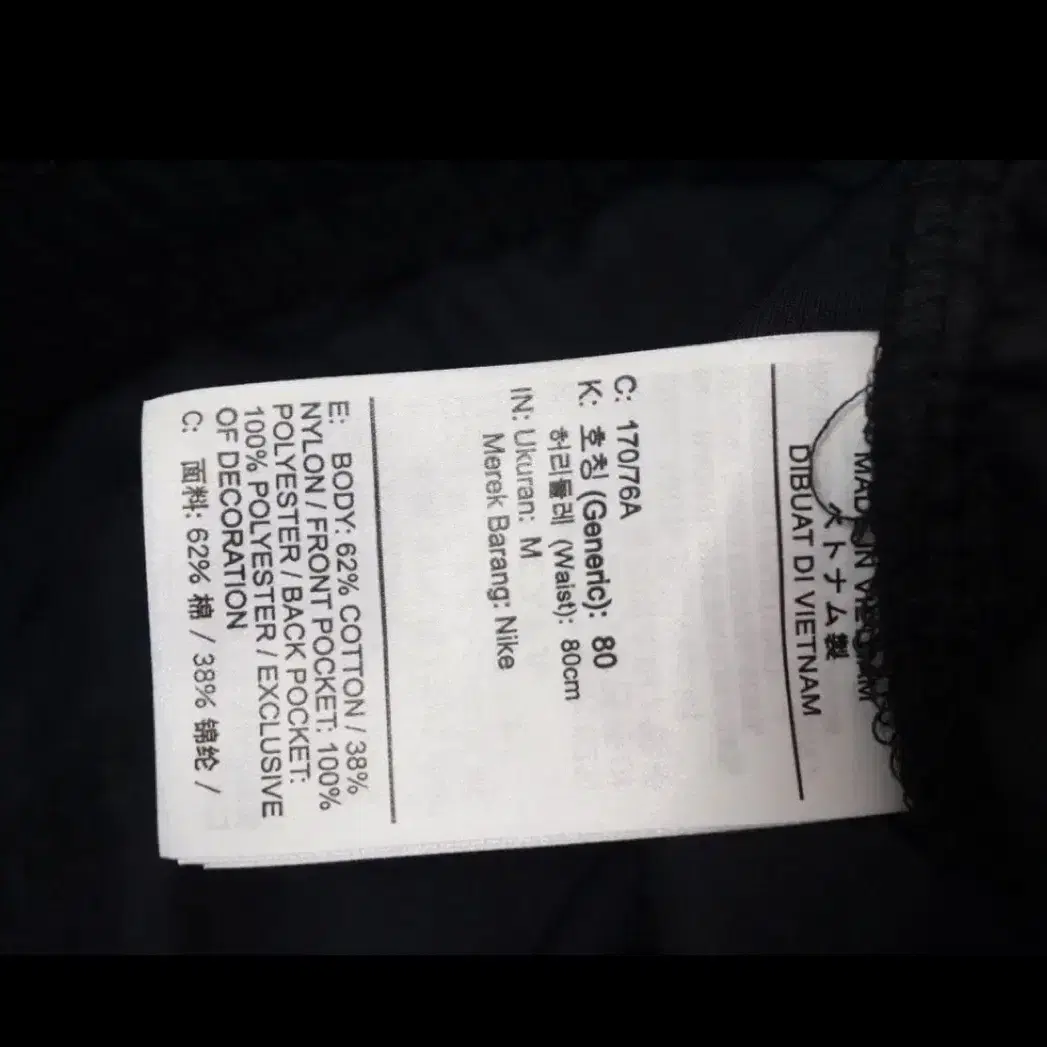 MADE IN VIETNAM
ベトナム製
DIBUAT DI VIETNAM
C: 170/76A
K: 호칭 (Generic): 80
허리둘레 (Waist): 80cm
IN: Ukuran: M
Merek Barang: Nike
E: BODY: 62% COTTON / 38%
NYLON / FRONT POCKET: 100%
POLYESTER / BACK POCKET:
100% POLYESTER / EXCLUSIVE
OF DECORATION
C: 面料: 62% 棉 / 38% 锦纶 /